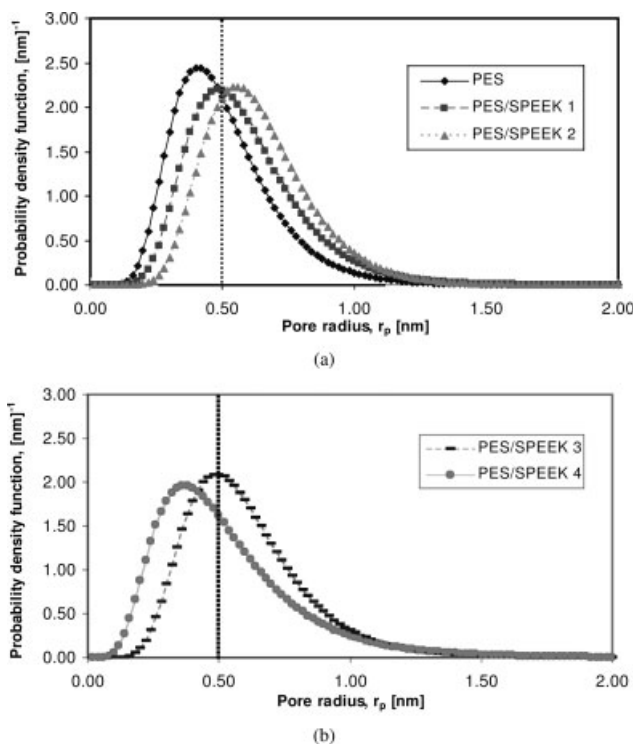 3.00
2.50
2.00
1.50
1.00
0.50
0.00
Probability density function, [nm]⁻¹
PES
PES/SPEEK 1
PES/SPEEK 2
0.00 0.50 1.00 1.50 2.00
Pore radius, rₚ [nm]
(a)
3.00
2.50
2.00
1.50
1.00
0.50
0.00
Probability density function, [nm]⁻¹
PES/SPEEK 3
PES/SPEEK 4
0.00 0.50 1.00 1.50 2.00
Pore radius, rₚ [nm]
(b)